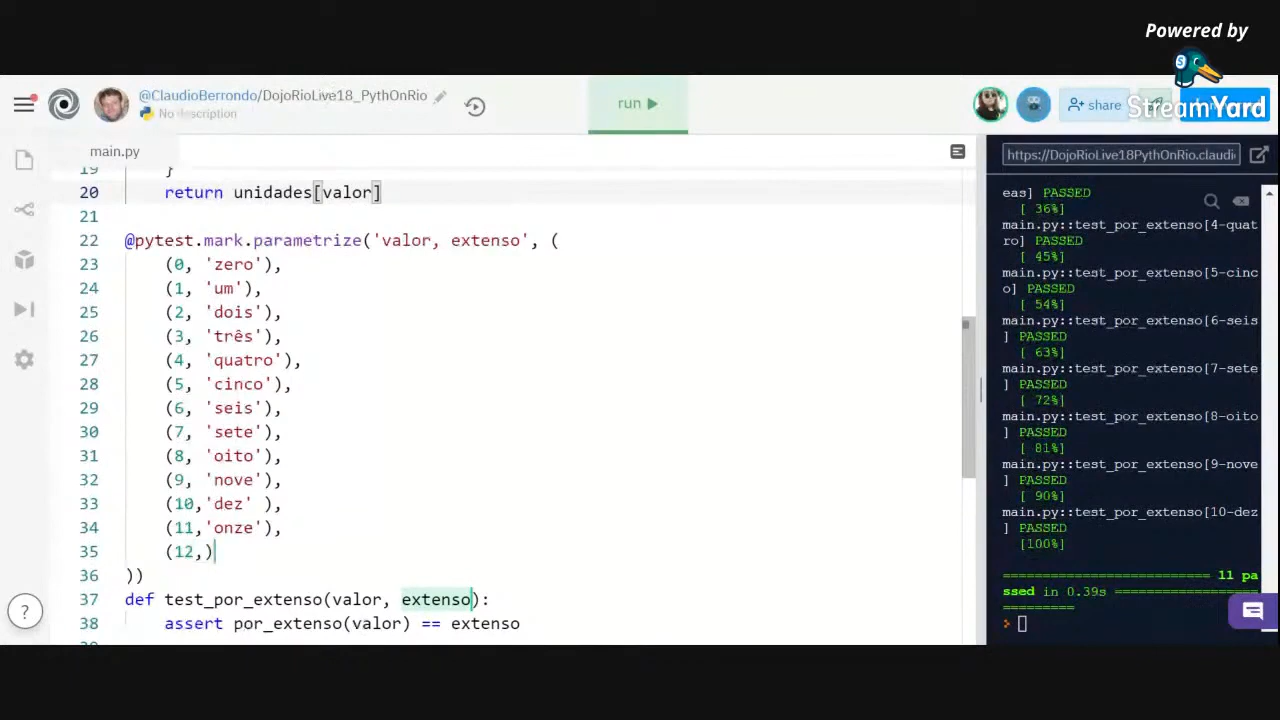 Powered by
StreamYard
@ClaudioBerrondo/DojoRioLive18_PythOnRio
No description
run
share
main.py
https://DojoRioLive18PythOnRio.claudi
19 }
20 return unidades[valor]
21
22 @pytest.mark.parametrize('valor, extenso', (
23 (0, 'zero'),
24 (1, 'um'),
25 (2, 'dois'),
26 (3, 'três'),
27 (4, 'quatro'),
28 (5, 'cinco'),
29 (6, 'seis'),
30 (7, 'sete'),
31 (8, 'oito'),
32 (9, 'nove'),
33 (10,'dez' ),
34 (11,'onze'),
35 (12,)
36 ))
37 def test_por_extenso(valor, extenso):
38 assert por_extenso(valor) == extenso
eas] PASSED
[ 36%]
main.py::test_por_extenso[4-quat
ro] PASSED
[ 45%]
main.py::test_por_extenso[5-cinc
o] PASSED
[ 54%]
main.py::test_por_extenso[6-seis
] PASSED
[ 63%]
main.py::test_por_extenso[7-sete
] PASSED
[ 72%]
main.py::test_por_extenso[8-oito
] PASSED
[ 81%]
main.py::test_por_extenso[9-nove
] PASSED
[ 90%]
main.py::test_por_extenso[10-dez
] PASSED
[100%]
========================== 11 pa
ssed in 0.39s =====================
=========
> 
?